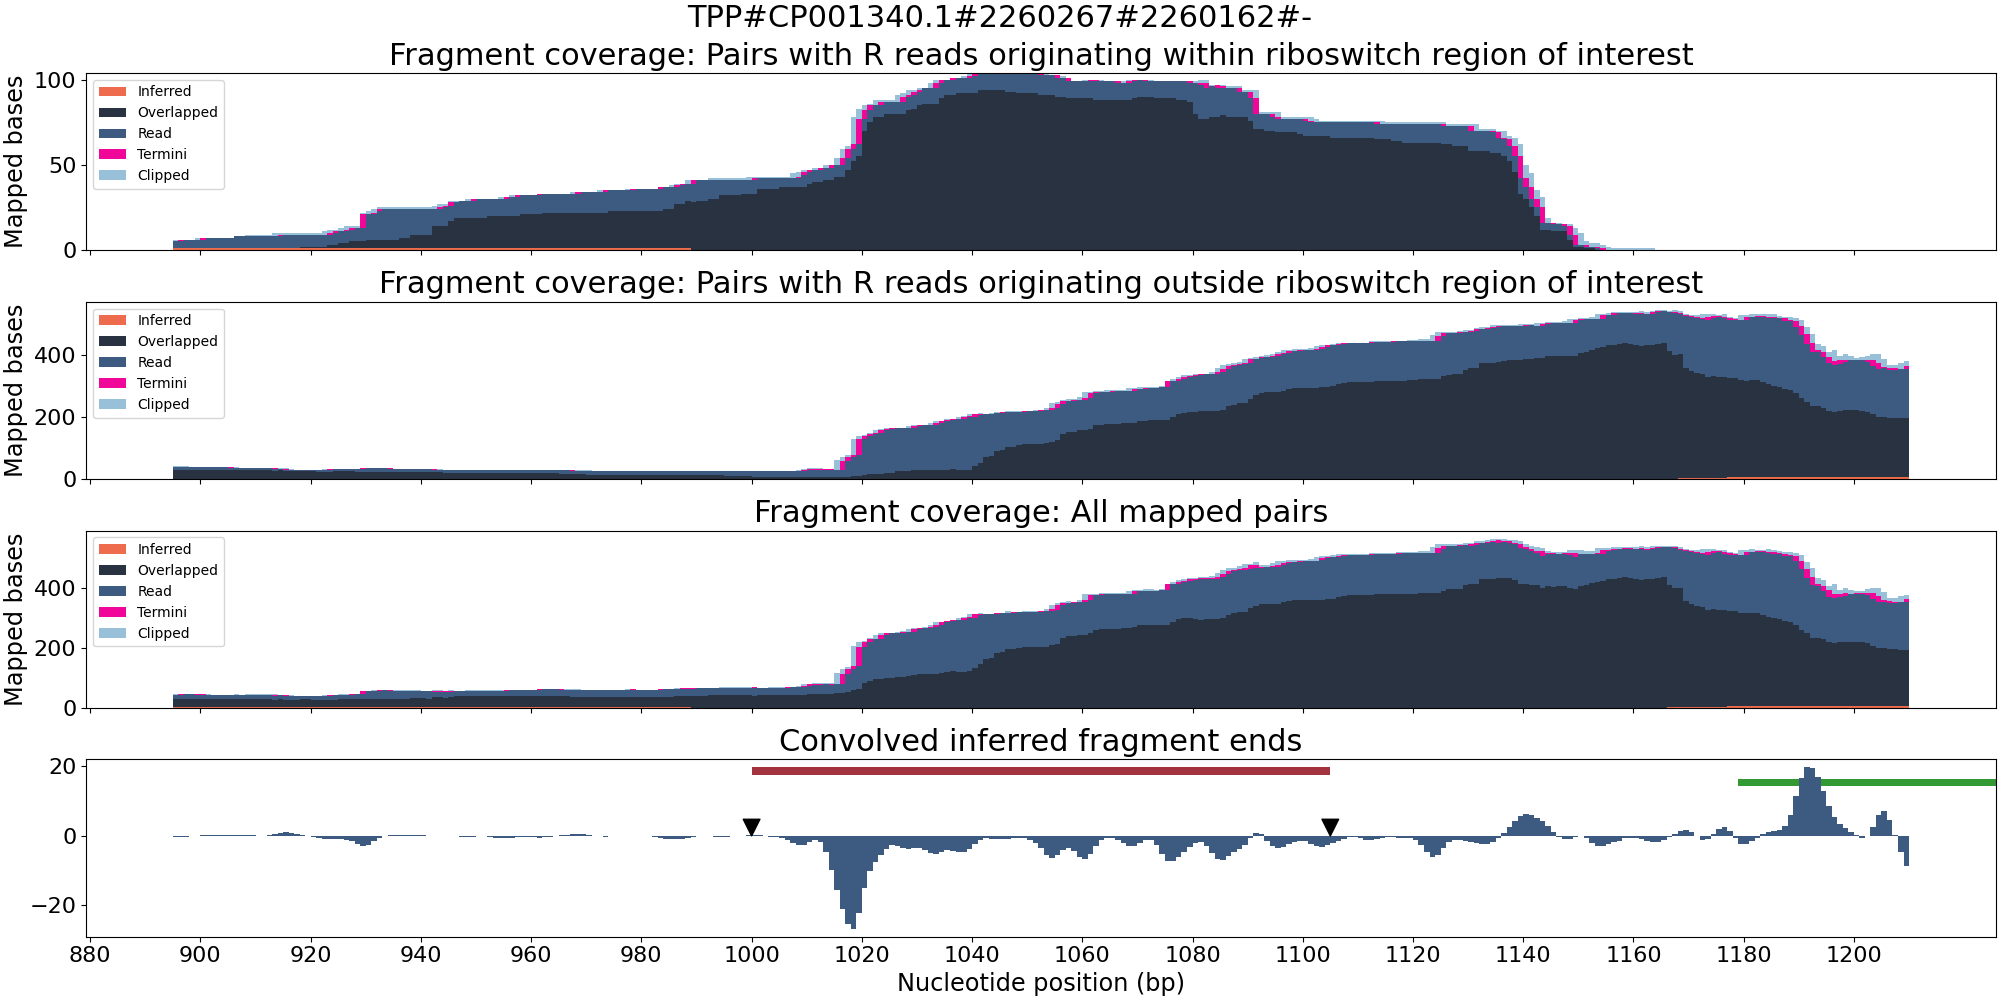 TPP#CP001340.1#2260267#2260162#-
Fragment coverage: Pairs with R reads originating within riboswitch region of interest
Mapped bases
100
50
0
Inferred
Overlapped
Read
Termini
Clipped
Fragment coverage: Pairs with R reads originating outside riboswitch region of interest
Mapped bases
400
200
0
Inferred
Overlapped
Read
Termini
Clipped
Fragment coverage: All mapped pairs
Mapped bases
400
200
0
Inferred
Overlapped
Read
Termini
Clipped
Convolved inferred fragment ends
20
0
−20
880 900 920 940 960 980 1000 1020 1040 1060 1080 1100 1120 1140 1160 1180 1200
Nucleotide position (bp)